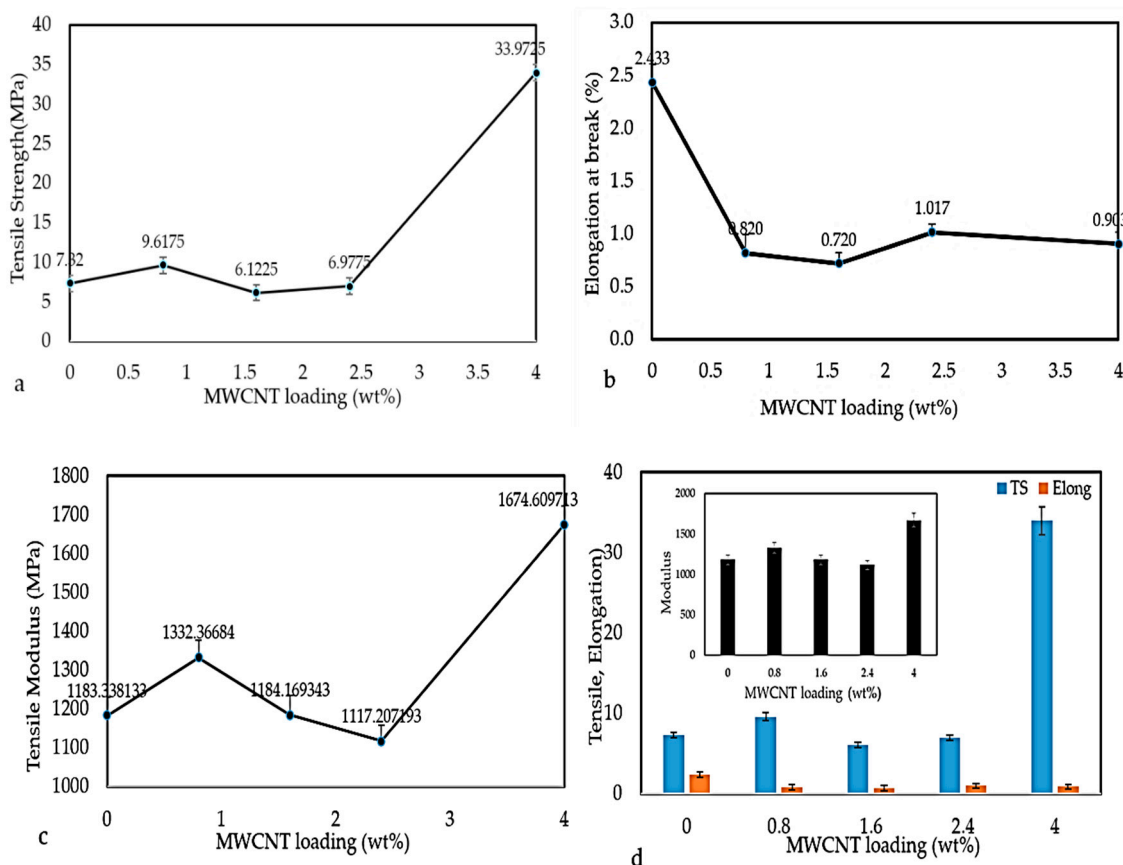 Tensile Strength(MPa)
40
35
30
25
20
15
10
5
0
7.32
9.6175
6.1225
6.9775
33.9725
0 0.5 1 1.5 2 2.5 3 3.5 4
MWCNT loading (wt%)
a
Elongation at break (%)
3.0
2.5
2.0
1.5
1.0
0.5
0.0
2.433
0.820
0.720
1.017
0.903
0 0.5 1 1.5 2 2.5 3 3.5 4
MWCNT loading (wt%)
b
Tensile Modulus (MPa)
1800
1700
1600
1500
1400
1300
1200
1100
1000
1183.338133
1332.36684
1184.169343
1117.207193
1674.609713
0 1 2 3 4
MWCNT loading (wt%)
c
Tensile, Elongation)
40
30
20
10
0
TS Elong
Modulus
2000
1500
1000
500
0
0 0.8 1.6 2.4 4
MWCNT loading (wt%)
0 0.8 1.6 2.4 4
MWCNT loading (wt%)
d